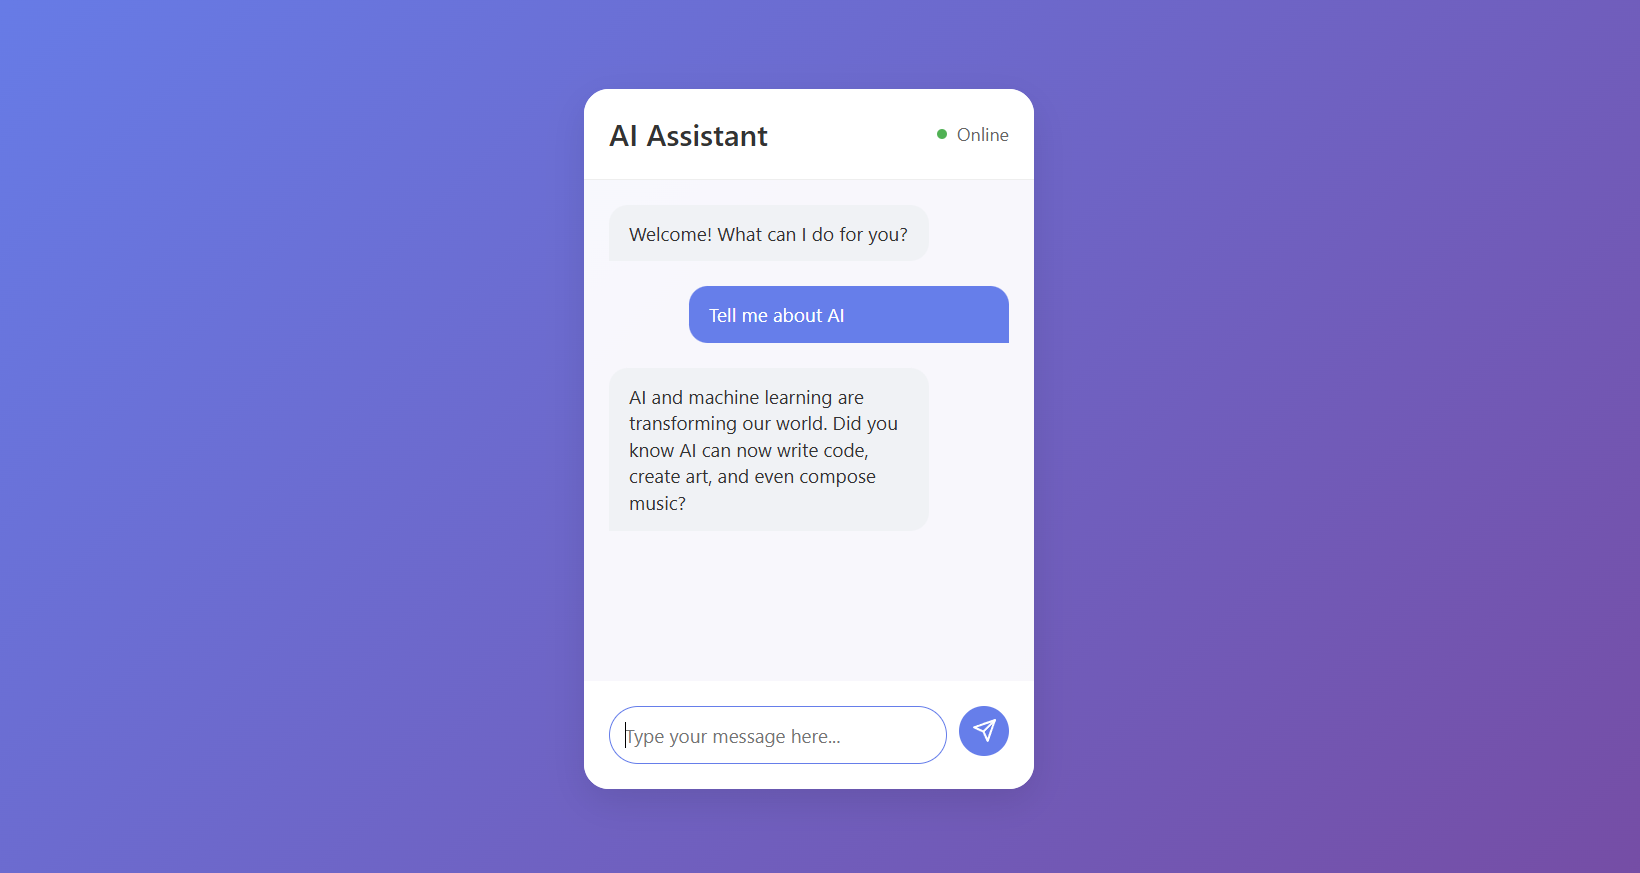 AI Assistant
Online
Welcome! What can I do for you?
Tell me about AI
AI and machine learning are
transforming our world. Did you
know AI can now write code,
create art, and even compose
music?
Type your message here...